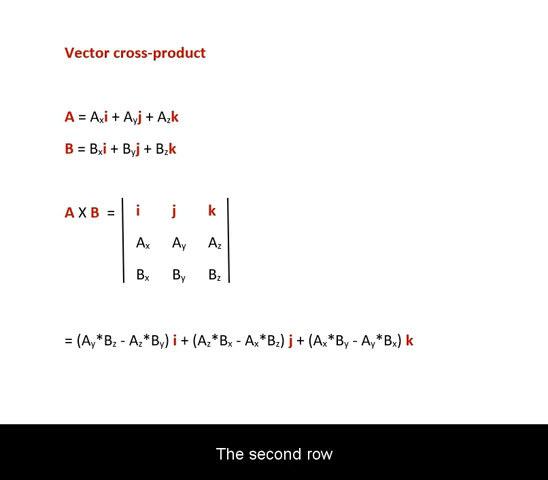 Vector cross-product
A = Axi + Ayj + Azk
B = Bxi + Byj + Bzk
A X B = | i j k |
Ax Ay Az
Bx By Bz
= (Ay*Bz - Az*By) i + (Az*Bx - Ax*Bz) j + (Ax*By - Ay*Bx) k
The second row